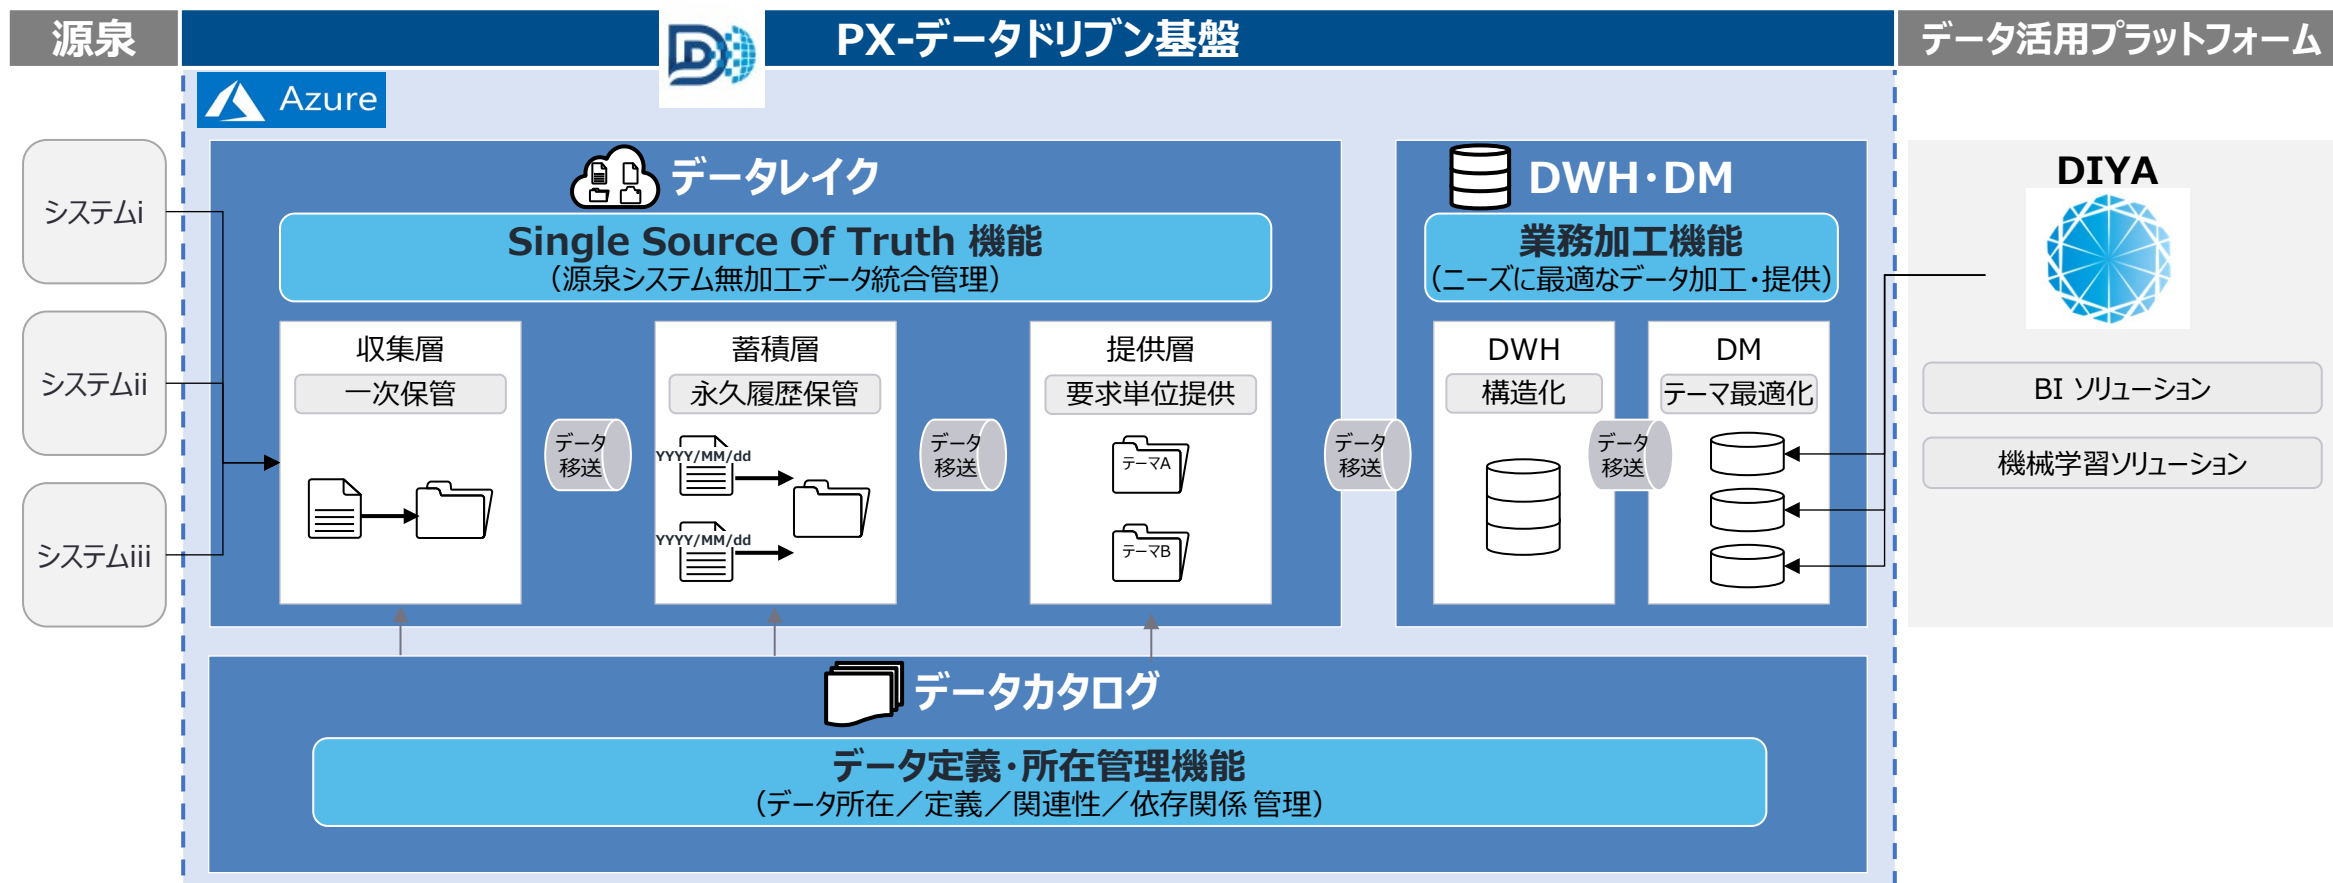 源泉
PX-データドリブン基盤
データ活用プラットフォーム
Azure
システムi
システムii
システムiii
データレイク
Single Source Of Truth 機能
（源泉システム無加工データ統合管理）
収集層
一次保管
データ
移送
蓄積層
永久履歴保管
YYYY/MM/dd
YYYY/MM/dd
データ
移送
提供層
要求単位提供
テーマA
テーマB
データ
移送
DWH・DM
業務加工機能
（ニーズに最適なデータ加工・提供）
DWH
構造化
データ
移送
DM
テーマ最適化
DIYA
BI ソリューション
機械学習ソリューション
データカタログ
データ定義・所在管理機能
（データ所在／定義／関連性／依存関係 管理）